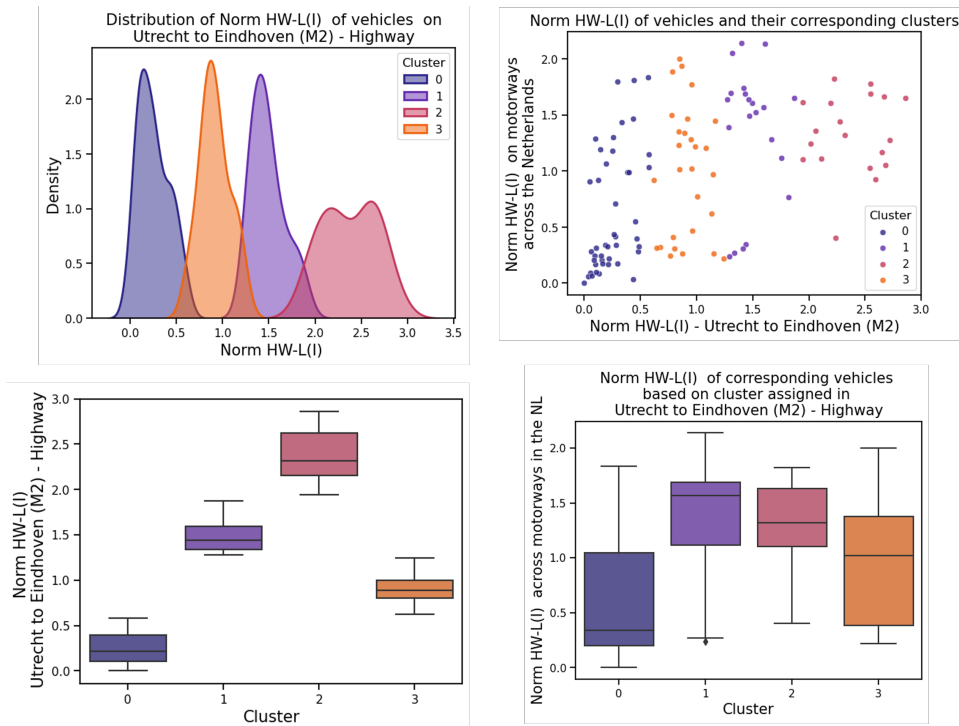 Distribution of Norm HW-L(I) of vehicles on
Utrecht to Eindhoven (M2) - Highway
Density
2.0
1.5
1.0
0.5
0.0
Cluster
0
1
2
3
0.0 0.5 1.0 1.5 2.0 2.5 3.0 3.5
Norm HW-L(I)
Norm HW-L(I) of vehicles and their corresponding clusters
Norm HW-L(I) on motorways
across the Netherlands
2.0
1.5
1.0
0.5
0.0
Cluster
0
1
2
3
0.0 0.5 1.0 1.5 2.0 2.5 3.0
Norm HW-L(I) - Utrecht to Eindhoven (M2)
Norm HW-L(I)
Utrecht to Eindhoven (M2) - Highway
3.0
2.5
2.0
1.5
1.0
0.5
0.0
0 1 2 3
Cluster
Norm HW-L(I) of corresponding vehicles
based on cluster assigned in
Utrecht to Eindhoven (M2) - Highway
Norm HW-L(I) across motorways in the NL
2.0
1.5
1.0
0.5
0.0
0 1 2 3
Cluster